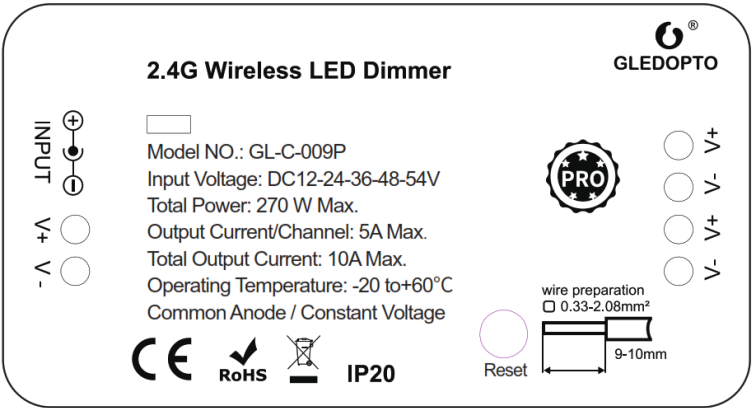 ®
GLEDOPTO
2.4G Wireless LED Dimmer
INPUT
V+
V -
Model NO.: GL-C-009P
Input Voltage: DC12-24-36-48-54V
Total Power: 270 W Max.
Output Current/Channel: 5A Max.
Total Output Current: 10A Max.
Operating Temperature: -20 to+60°C
Common Anode / Constant Voltage
CE
RoHS
IP20
PRO
V+
V-
V+
V-
wire preparation
0.33-2.08mm²
9-10mm
Reset